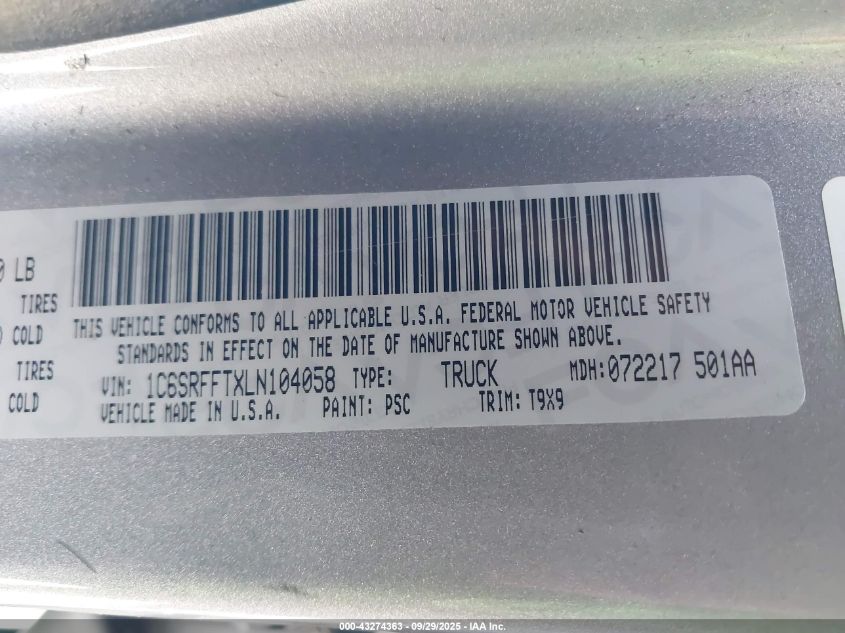 0 LB
TIRES
COLD
TIRES
COLD
THIS VEHICLE CONFORMS TO ALL APPLICABLE U.S.A. FEDERAL MOTOR VEHICLE SAFETY
STANDARDS IN EFFECT ON THE DATE OF MANUFACTURE SHOWN ABOVE.
VIN: 1C6SRFFTXLN104058 TYPE: TRUCK MDH:072217 501AA
VEHICLE MADE IN U.S.A. PAINT: PSC TRIM: T9X9
000-43274363 - 09/29/2025 - IAA Inc.